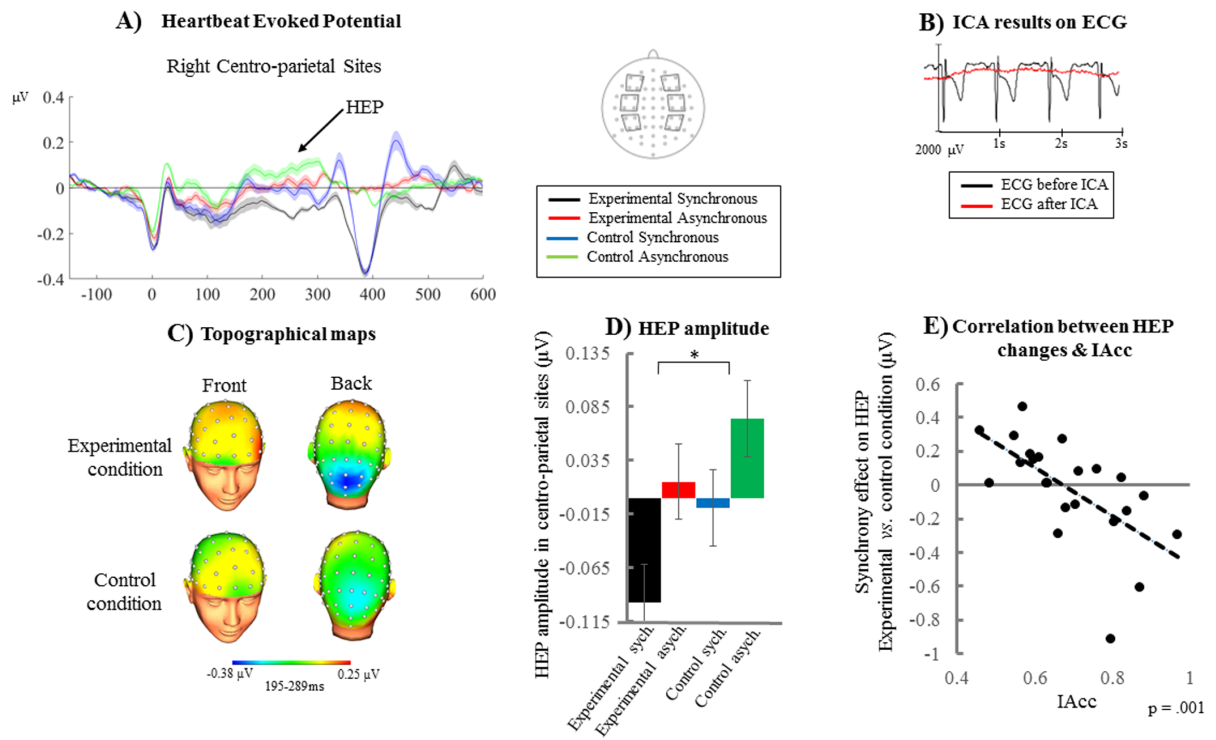 A) Heartbeat Evoked Potential
Right Centro-parietal Sites
μV
HEP
0.4
0.2
0
-0.2
-0.4
-100 0 100 200 300 400 500 600
Experimental Synchronous
Experimental Asynchronous
Control Synchronous
Control Asynchronous
B) ICA results on ECG
2000 μV 1s 2s 3s
ECG before ICA
ECG after ICA
C) Topographical maps
Front Back
Experimental
condition
Control
condition
-0.38 μV 0.25 μV
195-289ms
D) HEP amplitude
HEP amplitude in centro-parietal sites (μV)
0.135
0.085
0.035
-0.015
-0.065
-0.115
*
Experimental sych.
Experimental asych.
Control sych.
Control asych.
E) Correlation between HEP
changes & IAcc
Synchrony effect on HEP
Experimental vs. control condition (μV)
0.6
0.4
0.2
0
-0.2
-0.4
-0.6
-0.8
-1
0.4 0.6 0.8 1
IAcc
p = .001